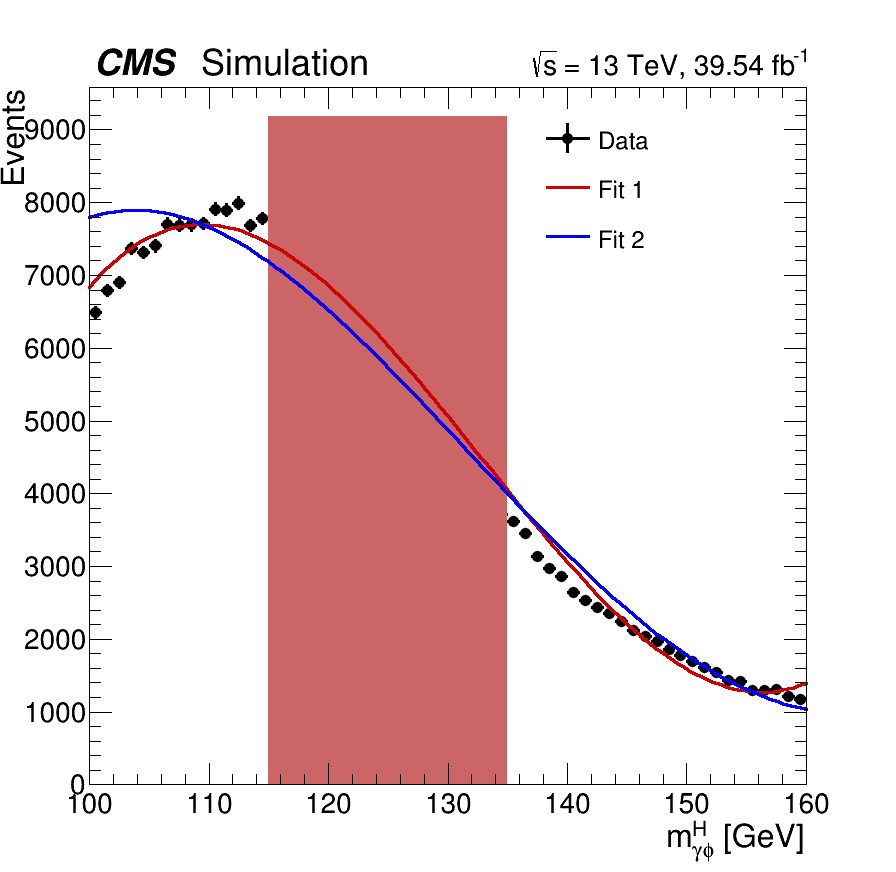 CMS Simulation √s = 13 TeV, 39.54 fb⁻¹
Events
9000
8000
7000
6000
5000
4000
3000
2000
1000
0
Data
Fit 1
Fit 2
100 110 120 130 140 150 160
m^H_γϕ [GeV]